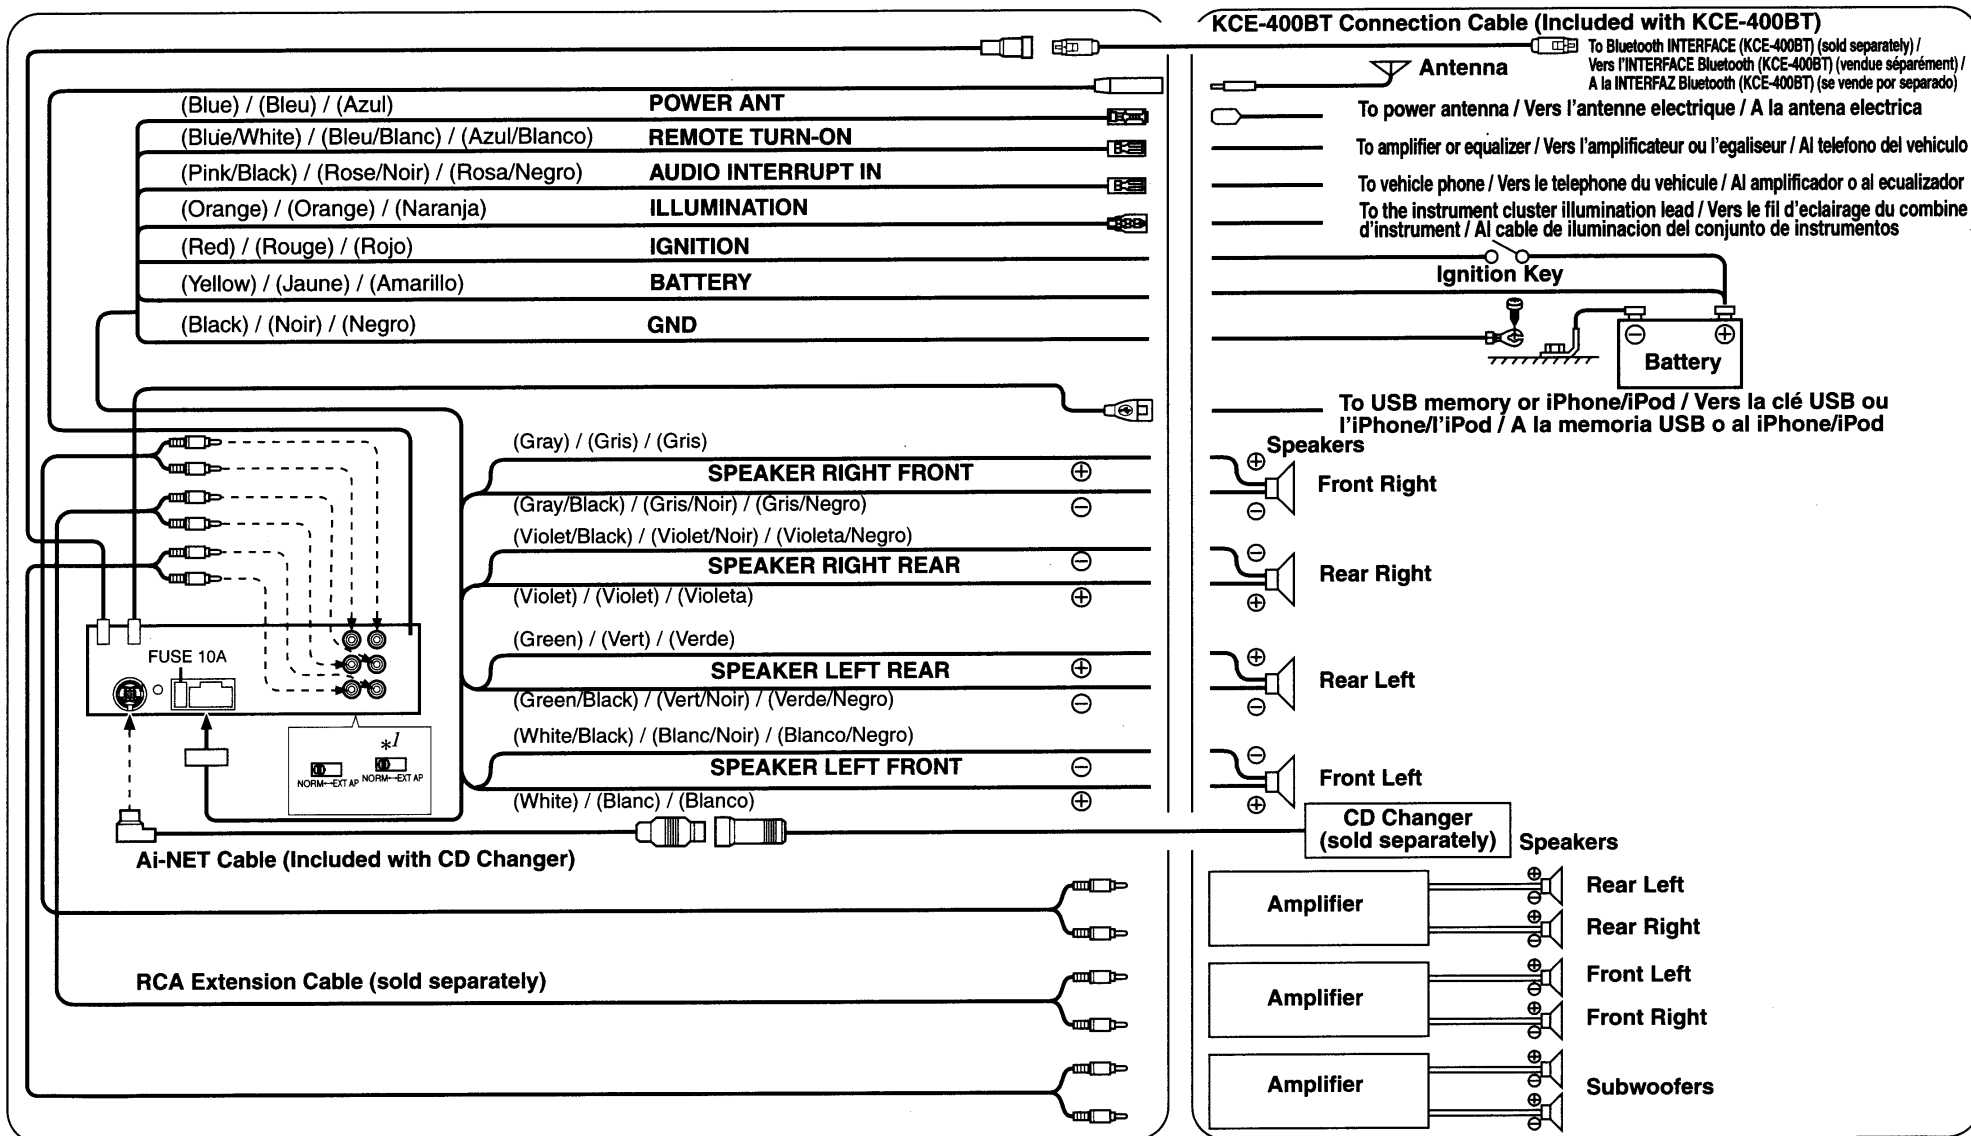 KCE-400BT Connection Cable (Included with KCE-400BT)
To Bluetooth INTERFACE (KCE-400BT) (sold separately) /
Vers l'INTERFACE Bluetooth (KCE-400BT) (vendue séparément) /
A la INTERFAZ Bluetooth (KCE-400BT) (se vende por separado)
Antenna
(Blue) / (Bleu) / (Azul) POWER ANT
To power antenna / Vers l'antenne electrique / A la antena electrica
(Blue/White) / (Bleu/Blanc) / (Azul/Blanco) REMOTE TURN-ON
To amplifier or equalizer / Vers l'amplificateur ou l'egaliseur / Al telefono del vehiculo
(Pink/Black) / (Rose/Noir) / (Rosa/Negro) AUDIO INTERRUPT IN
To vehicle phone / Vers le telephone du vehicule / Al amplificador o al ecualizador
(Orange) / (Orange) / (Naranja) ILLUMINATION
To the instrument cluster illumination lead / Vers le fil d'eclairage du combine
d'instrument / Al cable de iluminacion del conjunto de instrumentos
(Red) / (Rouge) / (Rojo) IGNITION
Ignition Key
(Yellow) / (Jaune) / (Amarillo) BATTERY
(Black) / (Noir) / (Negro) GND
⊖ ⊕
Battery
To USB memory or iPhone/iPod / Vers la clé USB ou
l'iPhone/l'iPod / A la memoria USB o al iPhone/iPod
Speakers
(Gray) / (Gris) / (Gris)
SPEAKER RIGHT FRONT ⊕
⊕
Front Right
(Gray/Black) / (Gris/Noir) / (Gris/Negro) ⊖
⊖
(Violet/Black) / (Violet/Noir) / (Violeta/Negro)
SPEAKER RIGHT REAR ⊖
⊖
Rear Right
(Violet) / (Violet) / (Violeta) ⊕
⊕
(Green) / (Vert) / (Verde)
SPEAKER LEFT REAR ⊕
⊕
Rear Left
(Green/Black) / (Vert/Noir) / (Verde/Negro) ⊖
⊖
(White/Black) / (Blanc/Noir) / (Blanco/Negro)
SPEAKER LEFT FRONT ⊖
⊖
Front Left
(White) / (Blanc) / (Blanco) ⊕
⊕
FUSE 10A
*1
NORM↔EXT AP NORM↔EXT AP
CD Changer
(sold separately)
Ai-NET Cable (Included with CD Changer)
Speakers
Amplifier
⊕
⊖
Rear Left
⊕
⊖
Rear Right
RCA Extension Cable (sold separately)
Amplifier
⊕
⊖
Front Left
⊕
⊖
Front Right
Amplifier
⊕
⊖
Subwoofers
⊕
⊖